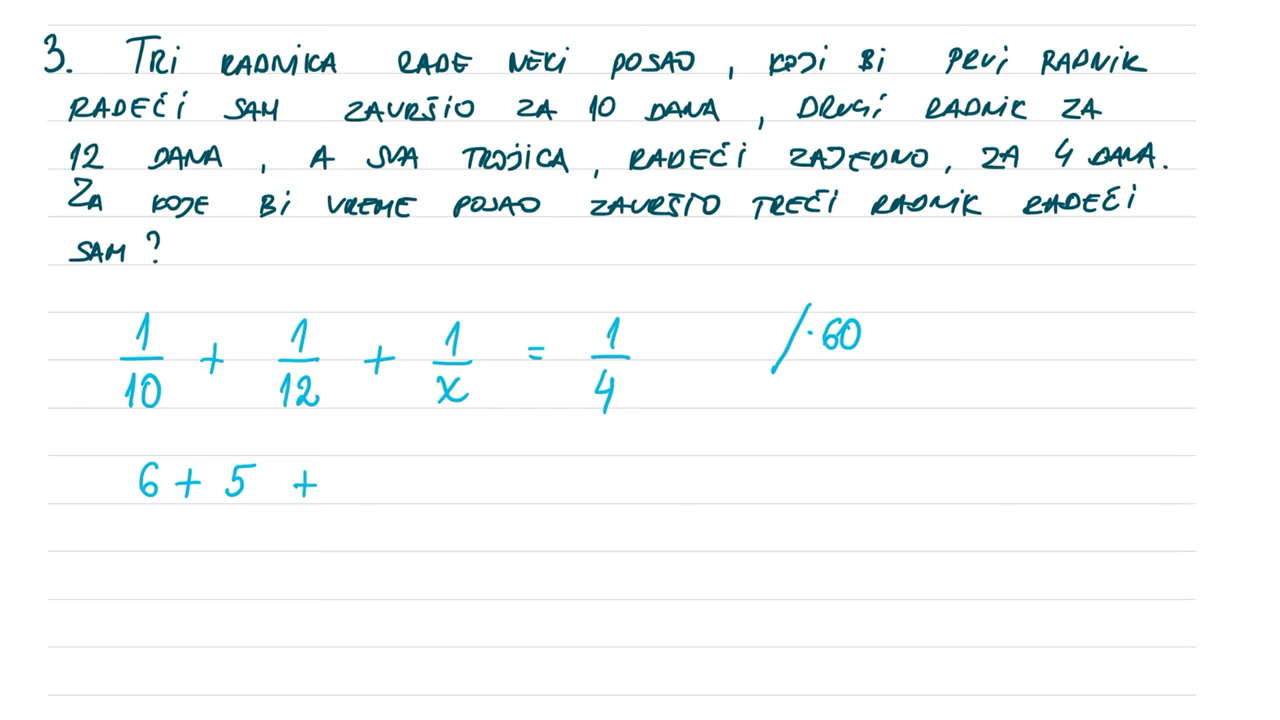 3. TRI RADNIKA RADE NEKI POSAO, KOJI BI PRVI RADNIK
RADEĆI SAM ZAVRŠIO ZA 10 DANA, DRUGI RADNIK ZA
12 DANA, A SVA TROJICA, RADEĆI ZAJEDNO, ZA 4 DANA.
ZA KOJE BI VREME POSAO ZAVRŠIO TREĆI RADNIK RADEĆI
SAM?
1/10 + 1/12 + 1/x = 1/4 /·60
6 + 5 +